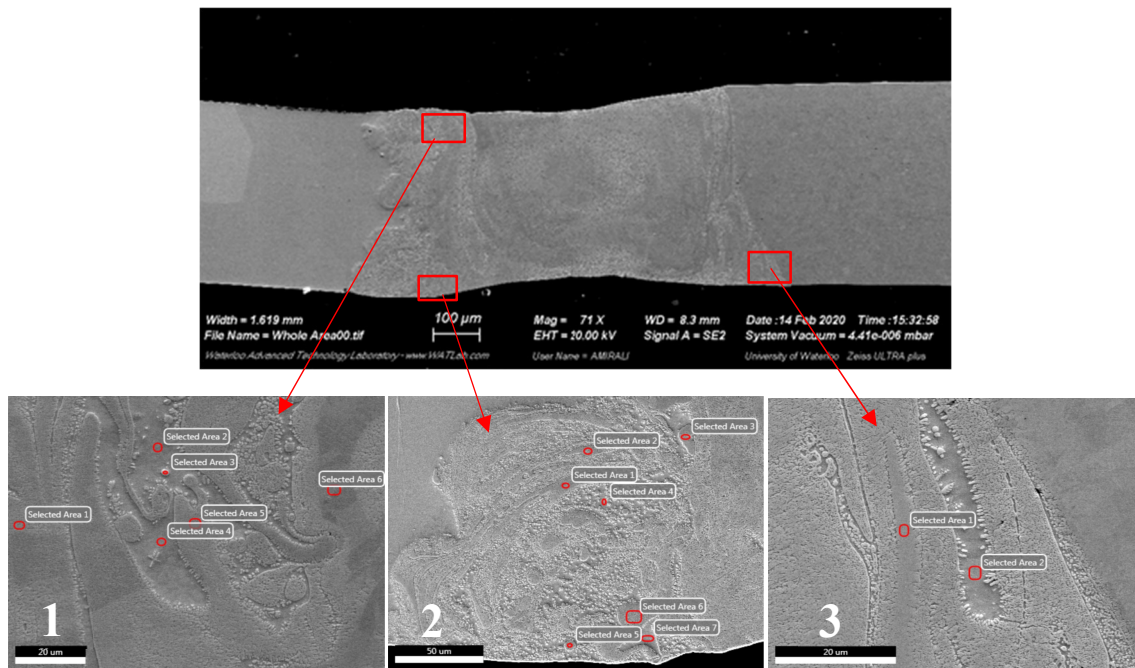 100 µm
Width = 1.619 mm
Mag = 71 X
WD = 8.3 mm
Date :14 Feb 2020 Time :15:32:58
File Name = Whole Area00.tif
EHT = 10.00 kV
Signal A = SE2
System Vacuum = 4.41e-006 mbar
Waterloo Advanced Technology Laboratory - www.WATLab.com
User Name = AMIRALI
University of Waterloo Zeiss ULTRA plus
Selected Area 2
Selected Area 3
Selected Area 6
Selected Area 5
Selected Area 1
Selected Area 4
1
20 um
Selected Area 3
Selected Area 2
Selected Area 1
Selected Area 4
Selected Area 6
Selected Area 5
Selected Area 7
2
50 um
Selected Area 1
Selected Area 2
3
20 um